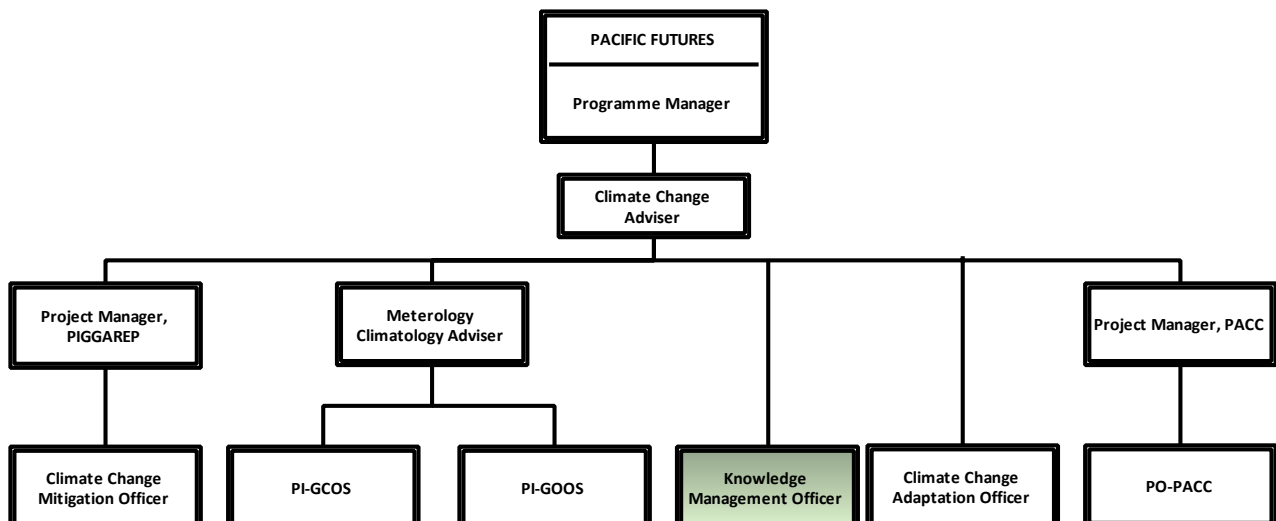 PACIFIC FUTURES
Programme Manager
Climate Change
Adviser
Project Manager,
PIGGAREP
Meterology
Climatology Adviser
Project Manager, PACC
Climate Change
Mitigation Officer
PI-GCOS
PI-GOOS
Knowledge
Management Officer
Climate Change
Adaptation Officer
PO-PACC